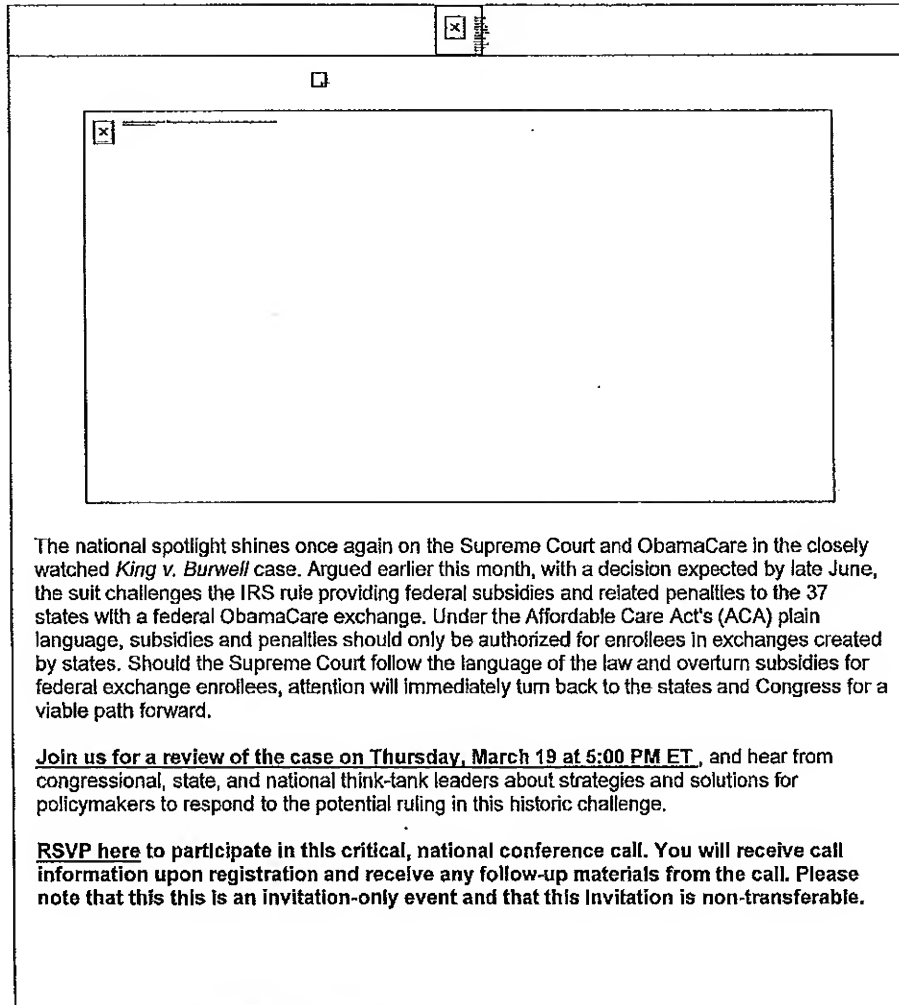 The national spotlight shines once again on the Supreme Court and ObamaCare in the closely
watched King v. Burwell case. Argued earlier this month, with a decision expected by late June,
the suit challenges the IRS rule providing federal subsidies and related penalties to the 37
states with a federal ObamaCare exchange. Under the Affordable Care Act's (ACA) plain
language, subsidies and penalties should only be authorized for enrollees in exchanges created
by states. Should the Supreme Court follow the language of the law and overturn subsidies for
federal exchange enrollees, attention will immediately turn back to the states and Congress for a
viable path forward.
Join us for a review of the case on Thursday, March 19 at 5:00 PM ET , and hear from
congressional, state, and national think-tank leaders about strategies and solutions for
policymakers to respond to the potential ruling in this historic challenge.
RSVP here to participate in this critical, national conference call. You will receive call
information upon registration and receive any follow-up materials from the call. Please
note that this this is an invitation-only event and that this invitation is non-transferable.